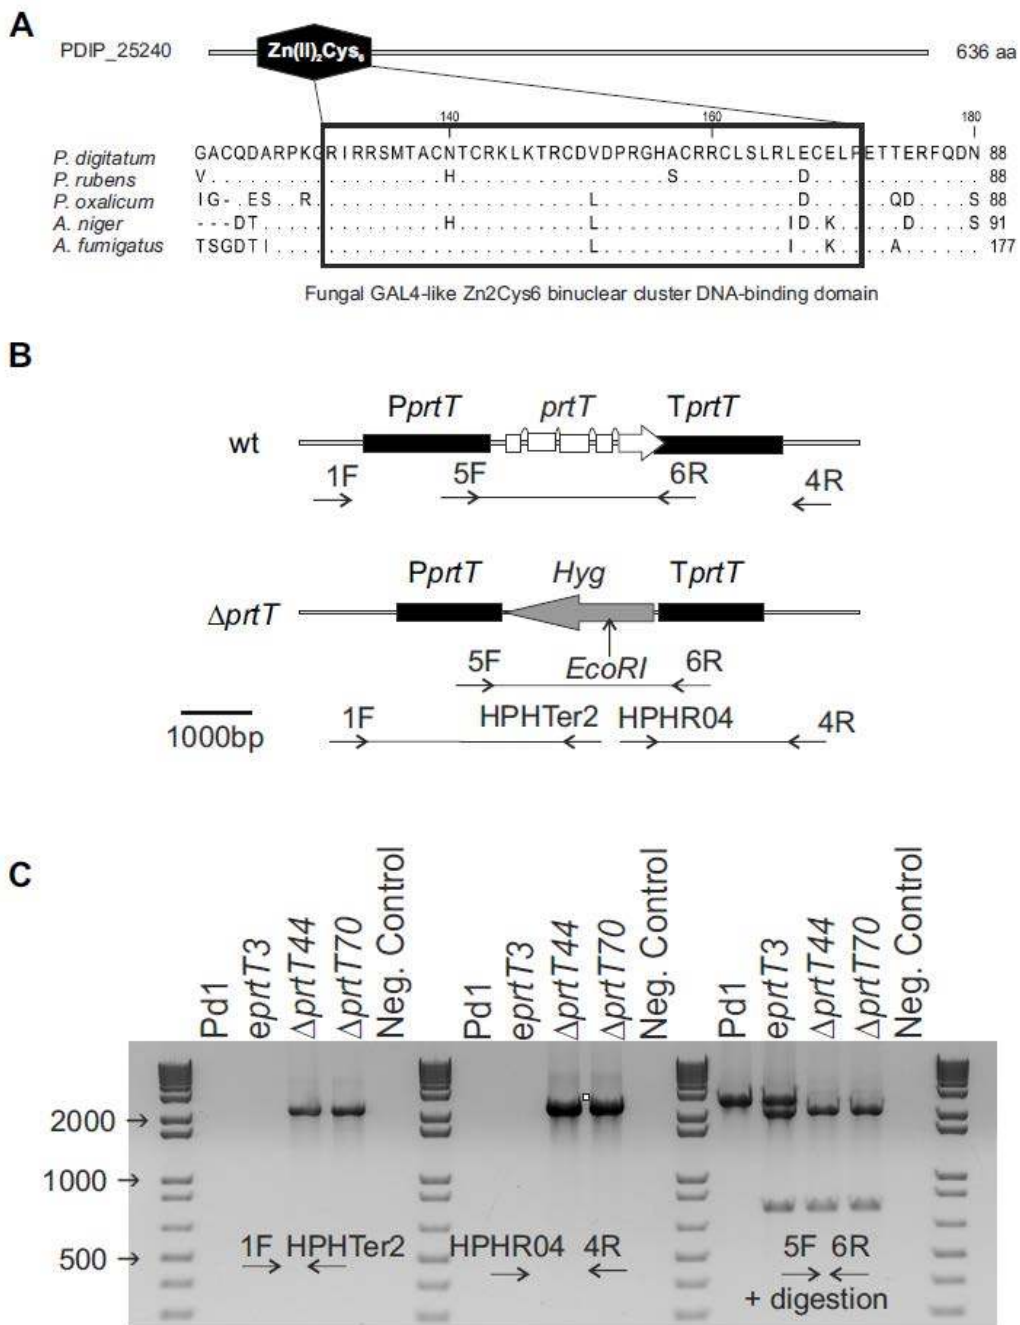 A
PDIP_25240
Zn(II)₂Cys₆
636 aa
140 160 180
P. digitatum GACQDARPKGRIRRSMTACNTCRKLKTRCDVDPRGHACRRCLSLRLECELPETTERFQDN 88
P. rubens V..................H................S.........D............ 88
P. oxalicum IG-.ES..R.....................L...............D......QD....S 88
A. niger ---DT..............H..........L..............ID.K.....D....S 91
A. fumigatus TSGDTI........................L..............I..K....A...... 177
Fungal GAL4-like Zn2Cys6 binuclear cluster DNA-binding domain
B
PprtT prtT TprtT
wt
1F 5F 6R 4R
PprtT Hyg TprtT
ΔprtT
5F EcoRI 6R
1F HPHTer2 HPHR04 4R
1000bp
C
Pd1 eprtT3 ΔprtT44 ΔprtT70 Neg. Control Pd1 eprtT3 ΔprtT44 ΔprtT70 Neg. Control Pd1 eprtT3 ΔprtT44 ΔprtT70 Neg. Control
2000
1000
500
1F HPHTer2 HPHR04 4R 5F 6R
+ digestion